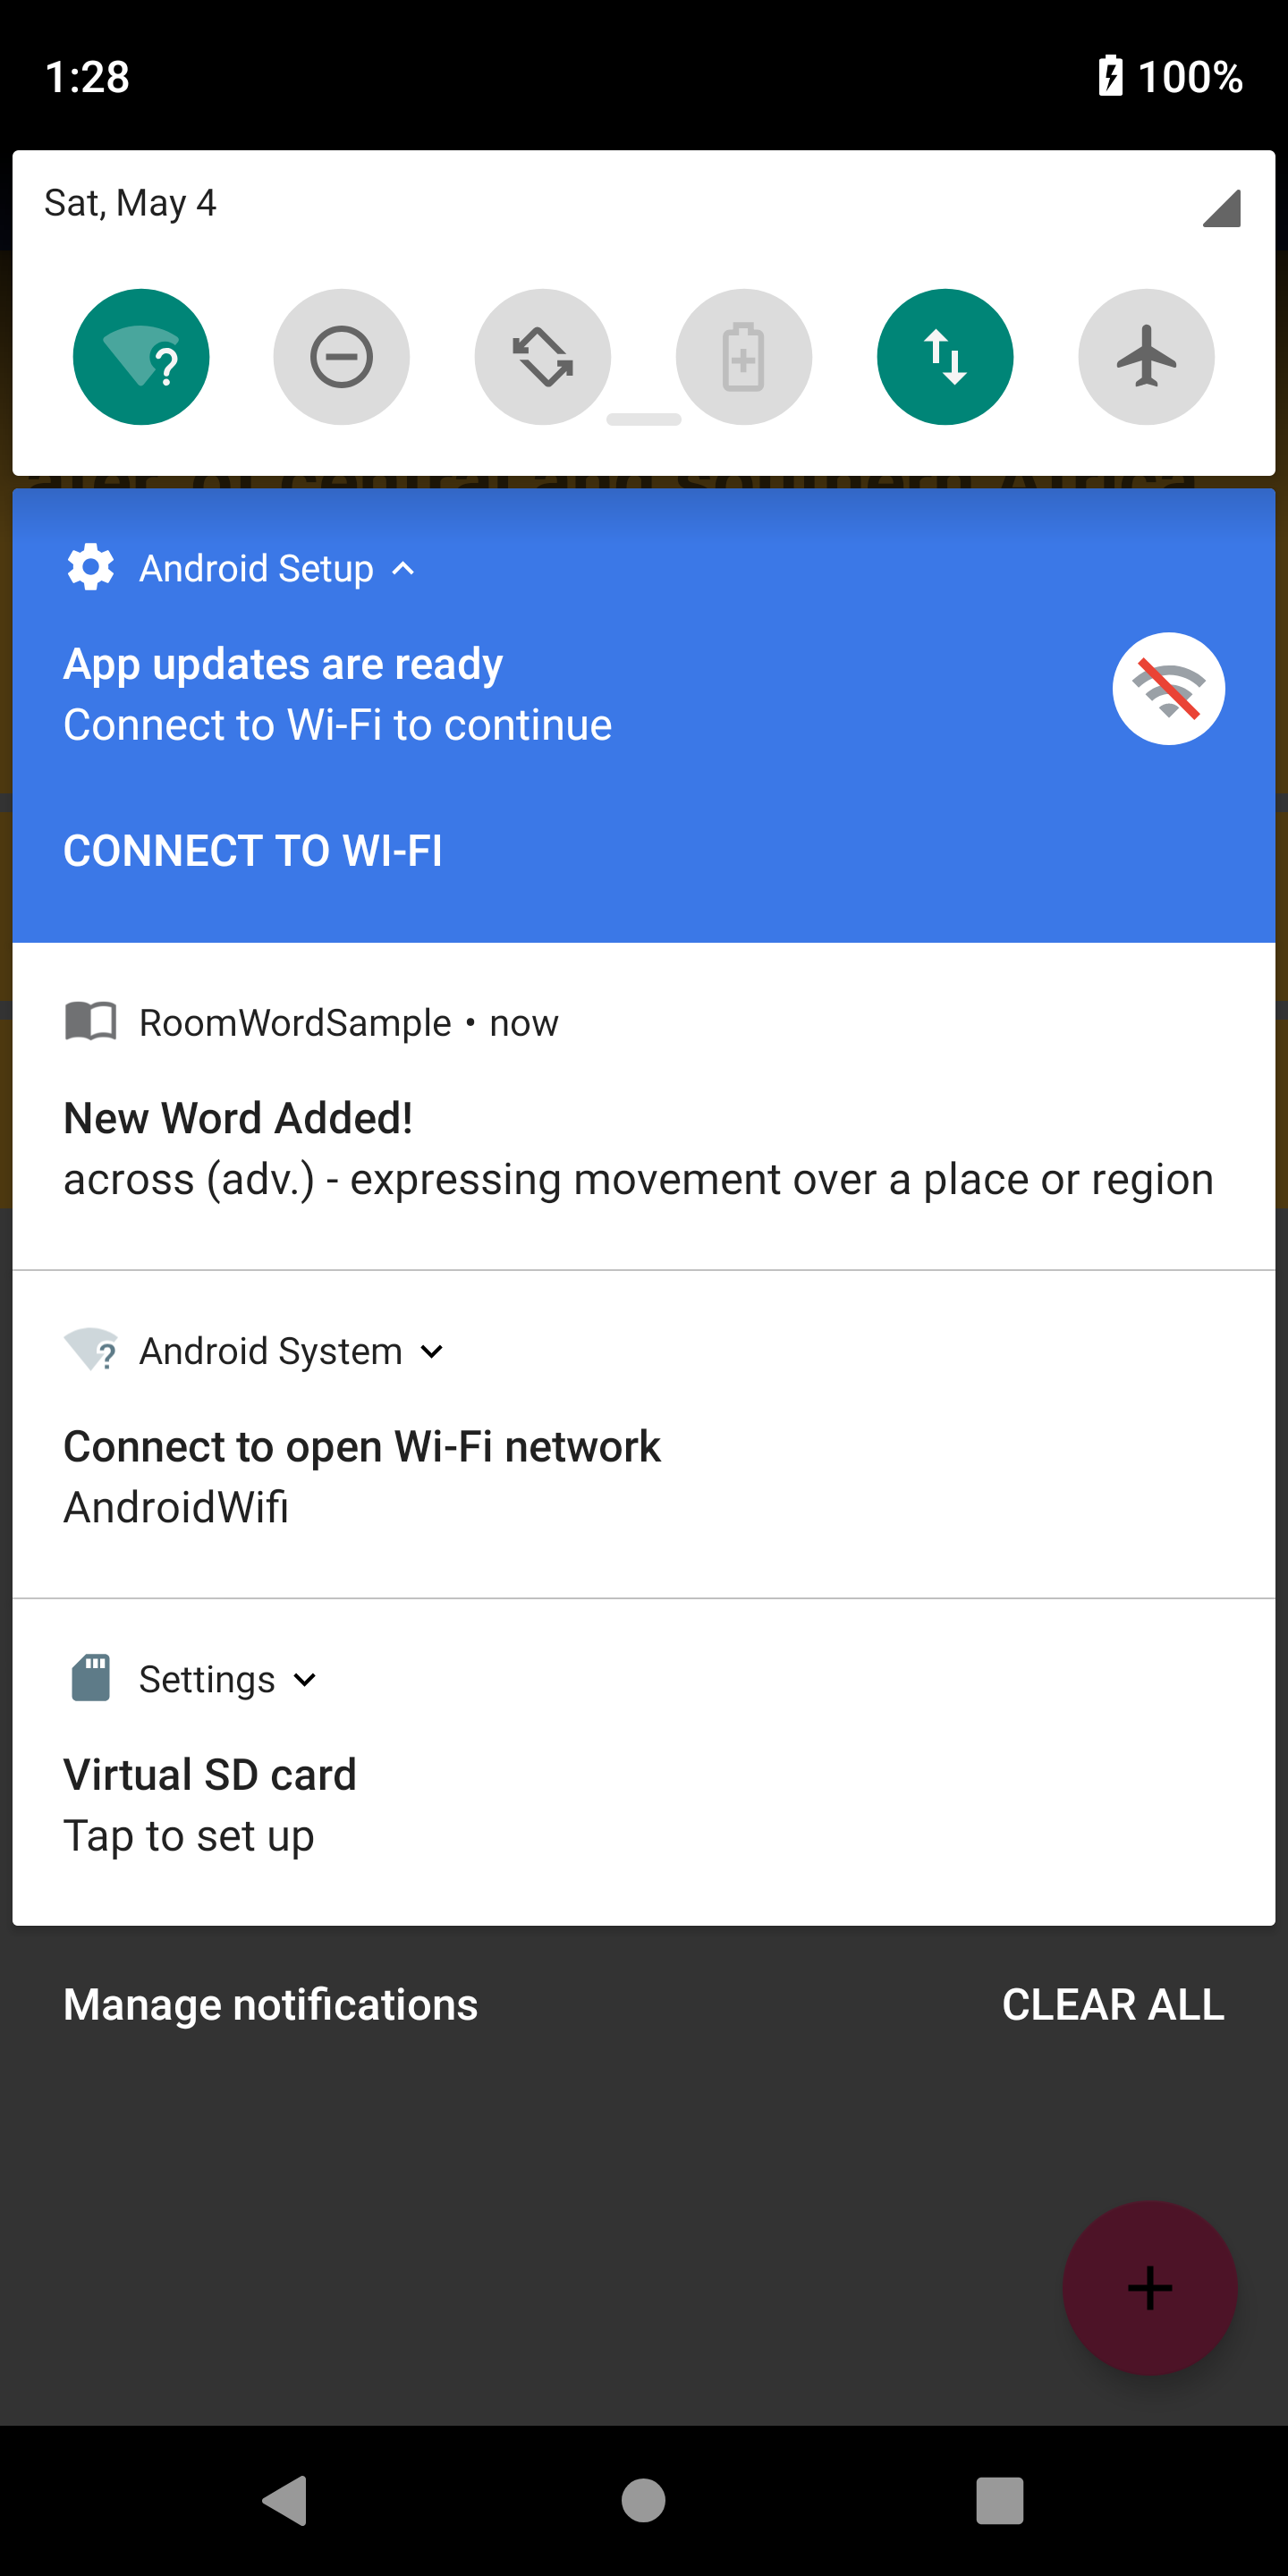 1:28
100%
Sat, May 4
Android Setup
App updates are ready
Connect to Wi-Fi to continue
CONNECT TO WI-FI
RoomWordSample • now
New Word Added!
across (adv.) - expressing movement over a place or region
Android System
Connect to open Wi-Fi network
AndroidWifi
Settings
Virtual SD card
Tap to set up
Manage notifications
CLEAR ALL